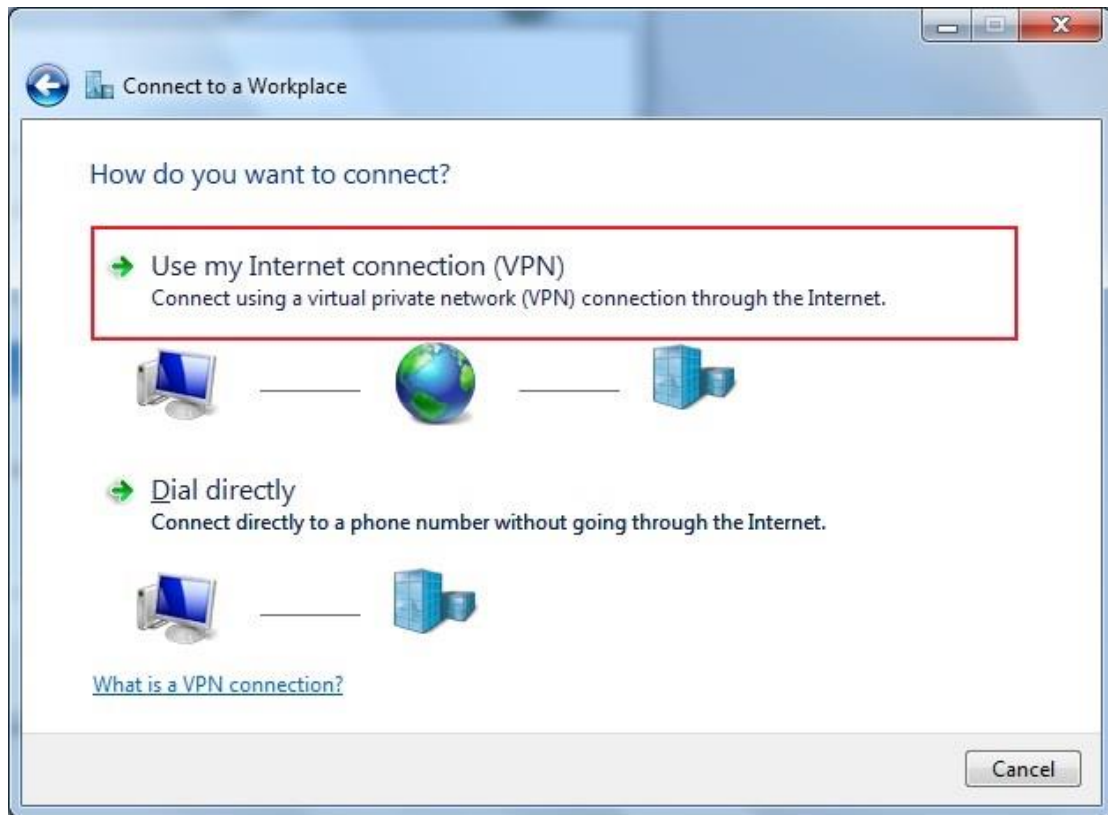 Connect to a Workplace
How do you want to connect?
Use my Internet connection (VPN)
Connect using a virtual private network (VPN) connection through the Internet.
Dial directly
Connect directly to a phone number without going through the Internet.
What is a VPN connection?
Cancel